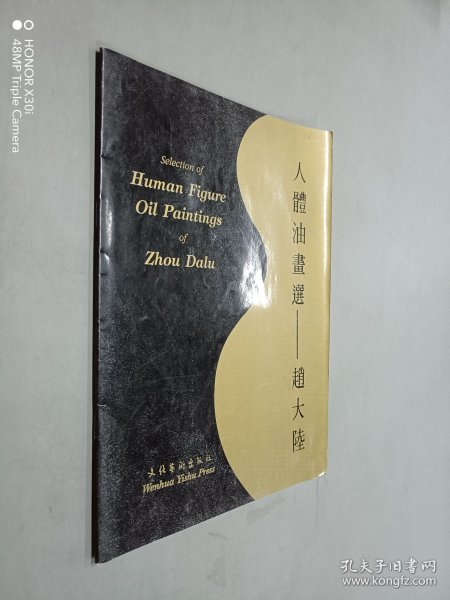 HONOR X30i
48MP Triple Camera
Selection of
Human Figure
Oil Paintings
of
Zhou Dalu
人體油畫選——趙大陸
文化藝術出版社
Wenhua Yishu Press
孔夫子旧书网
www.kongfz.com